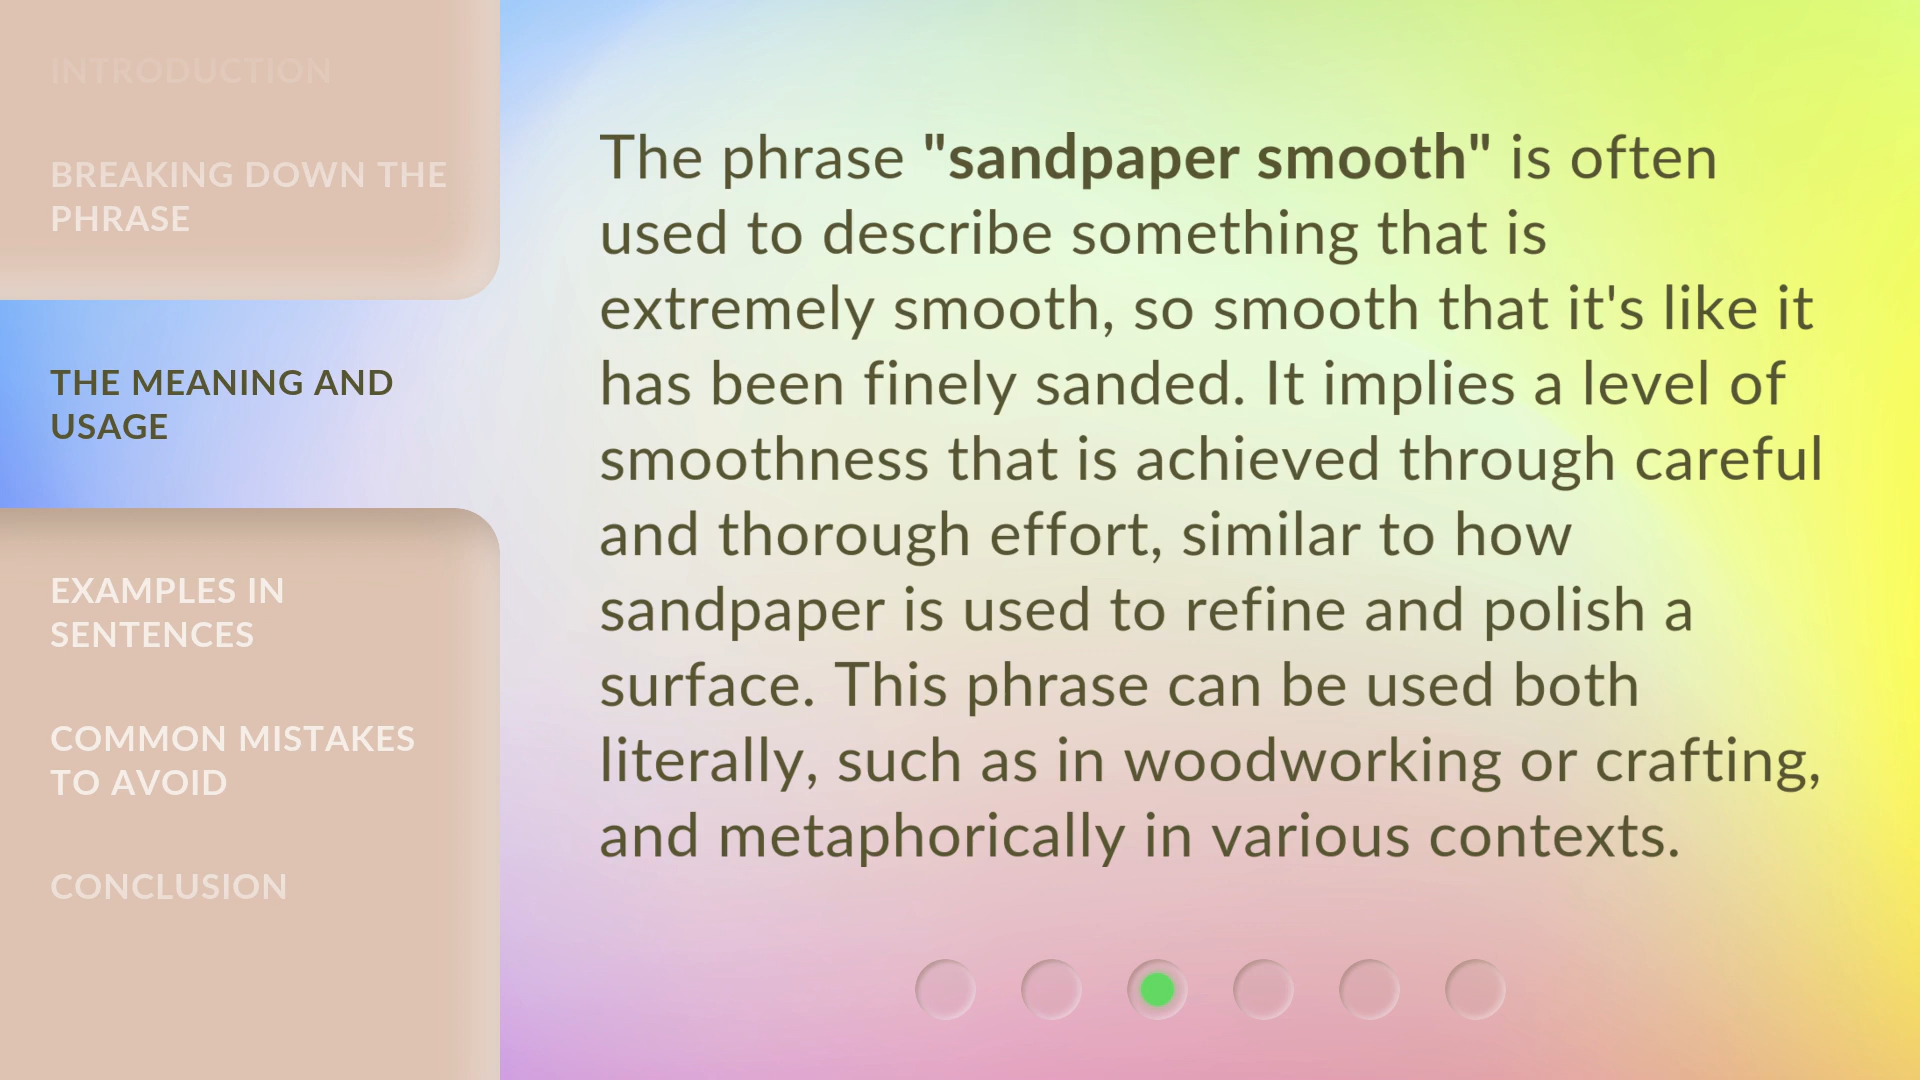 INTRODUCTION
BREAKING DOWN THE
PHRASE
THE MEANING AND
USAGE
EXAMPLES IN
SENTENCES
COMMON MISTAKES
TO AVOID
CONCLUSION
The phrase "sandpaper smooth" is often
used to describe something that is
extremely smooth, so smooth that it's like it
has been finely sanded. It implies a level of
smoothness that is achieved through careful
and thorough effort, similar to how
sandpaper is used to refine and polish a
surface. This phrase can be used both
literally, such as in woodworking or crafting,
and metaphorically in various contexts.